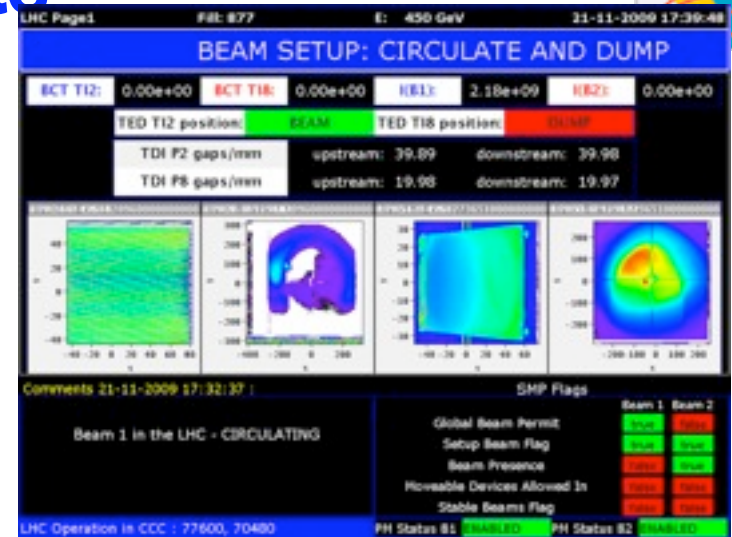 LHC Page1 Fill: 877 E: 450 GeV 21-11-2009 17:39:48
BEAM SETUP: CIRCULATE AND DUMP
BCT TI2: 0.00e+00 BCT TI8: 0.00e+00 I(B1): 2.18e+09 I(B2): 0.00e+00
TED TI2 position: BEAM TED TI8 position: DUMP
TDI P2 gaps/mm upstream: 39.89 downstream: 39.98
TDI P8 gaps/mm upstream: 19.98 downstream: 19.97
Comments 21-11-2009 17:32:37 : SMP Flags
Beam 1 Beam 2
Beam 1 in the LHC - CIRCULATING
Global Beam Permit true false
Setup Beam Flag true true
Beam Presence false true
Moveable Devices Allowed In false false
Stable Beams Flag false false
LHC Operation in CCC : 77600, 70480 PM Status B1 ENABLED PM Status B2 ENABLED